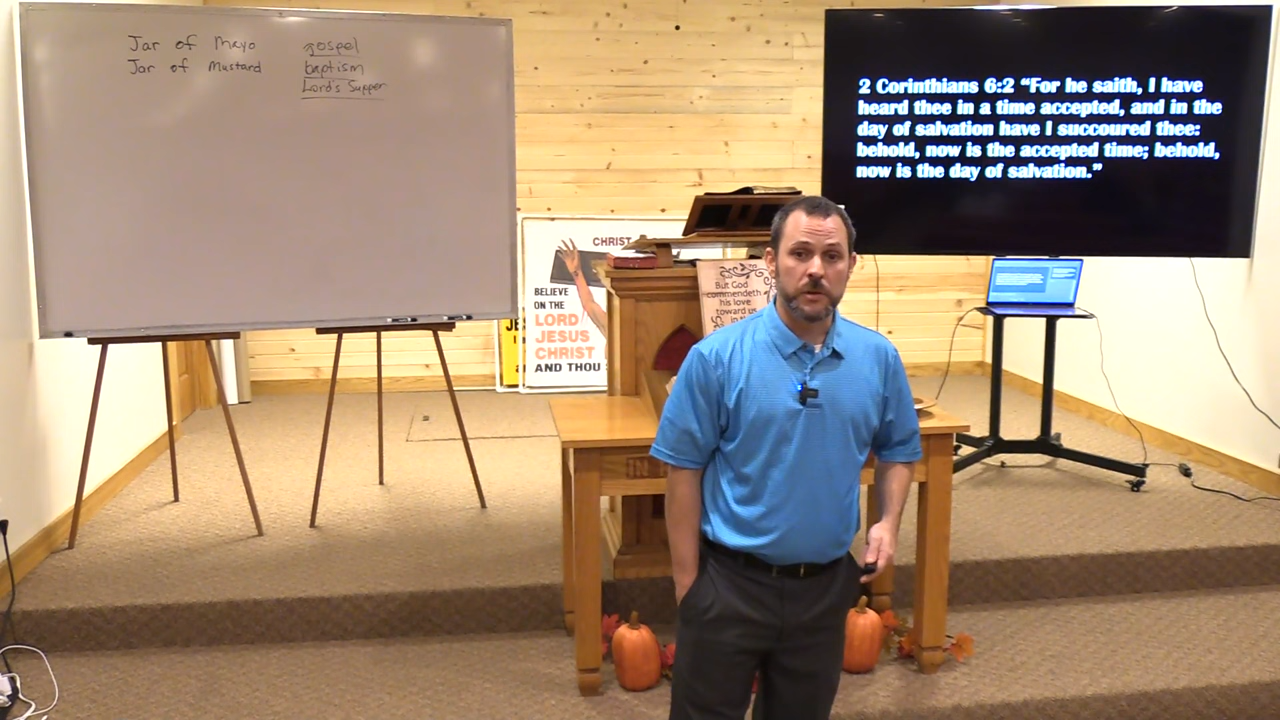 Jar of Mayo
Jar of Mustard
gospel
baptism
Lord's Supper
2 Corinthians 6:2 “For he saith, I have
heard thee in a time accepted, and in the
day of salvation have I succoured thee:
behold, now is the accepted time; behold,
now is the day of salvation.”
CHRIST
BELIEVE
ON THE
LORD
JESUS
CHRIST
AND THOU
But God
commendeth
his love
toward us